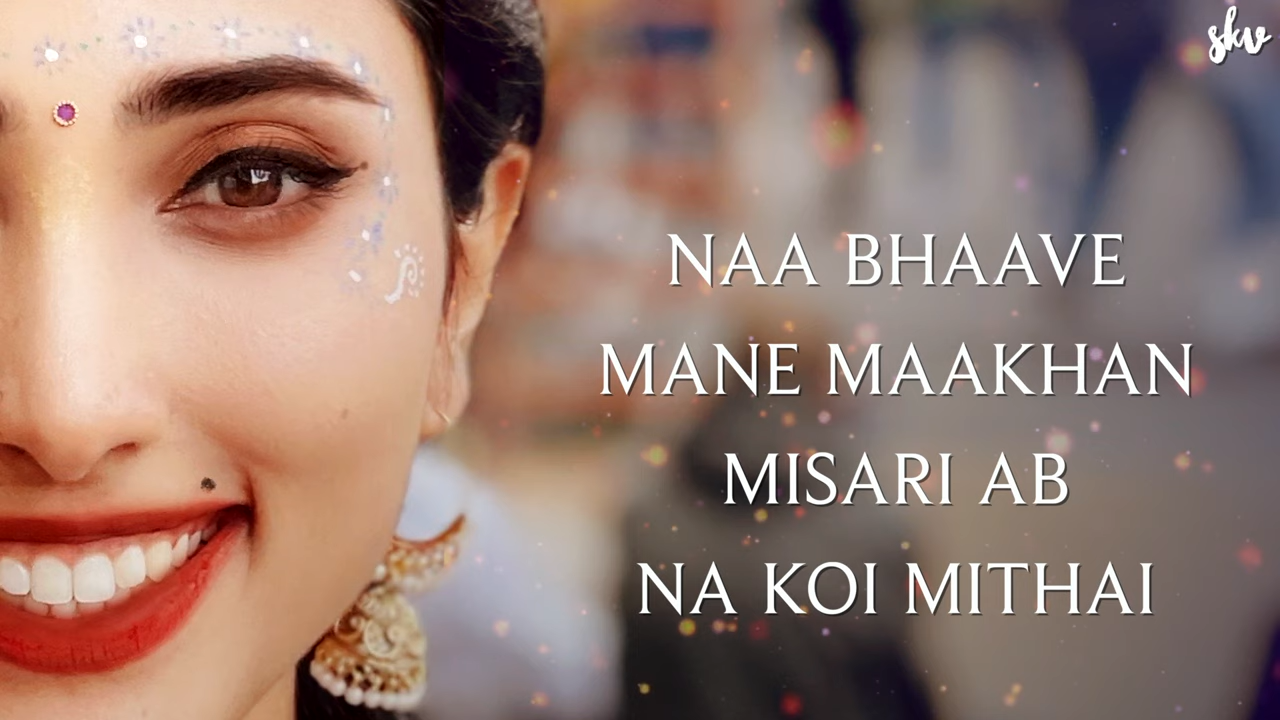 skv
NAA BHAAVE
MANE MAAKHAN
MISARI AB
NA KOI MITHAI